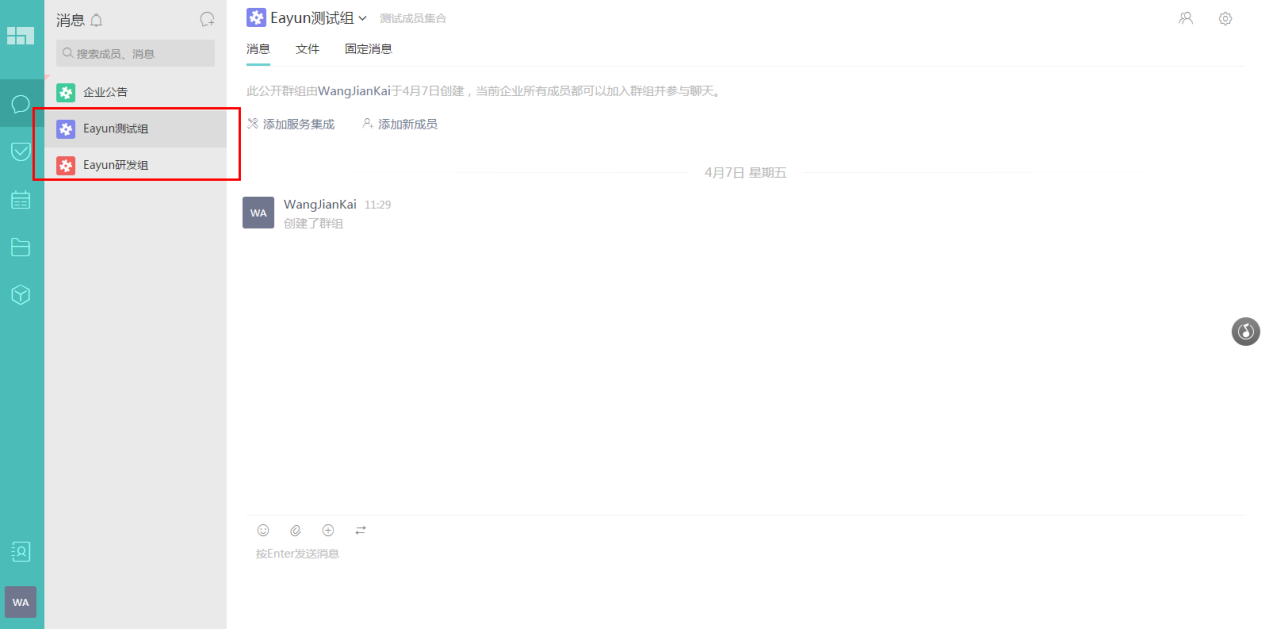 消息
搜索成员、消息
企业公告
Eayun测试组
Eayun研发组
WA
Eayun测试组 测试成员集合
消息 文件 固定消息
此公开群组由WangJianKai于4月7日创建，当前企业所有成员都可以加入群组并参与聊天。
添加服务集成 添加新成员
4月7日 星期五
WA
WangJianKai 11:29
创建了群组
按Enter发送消息